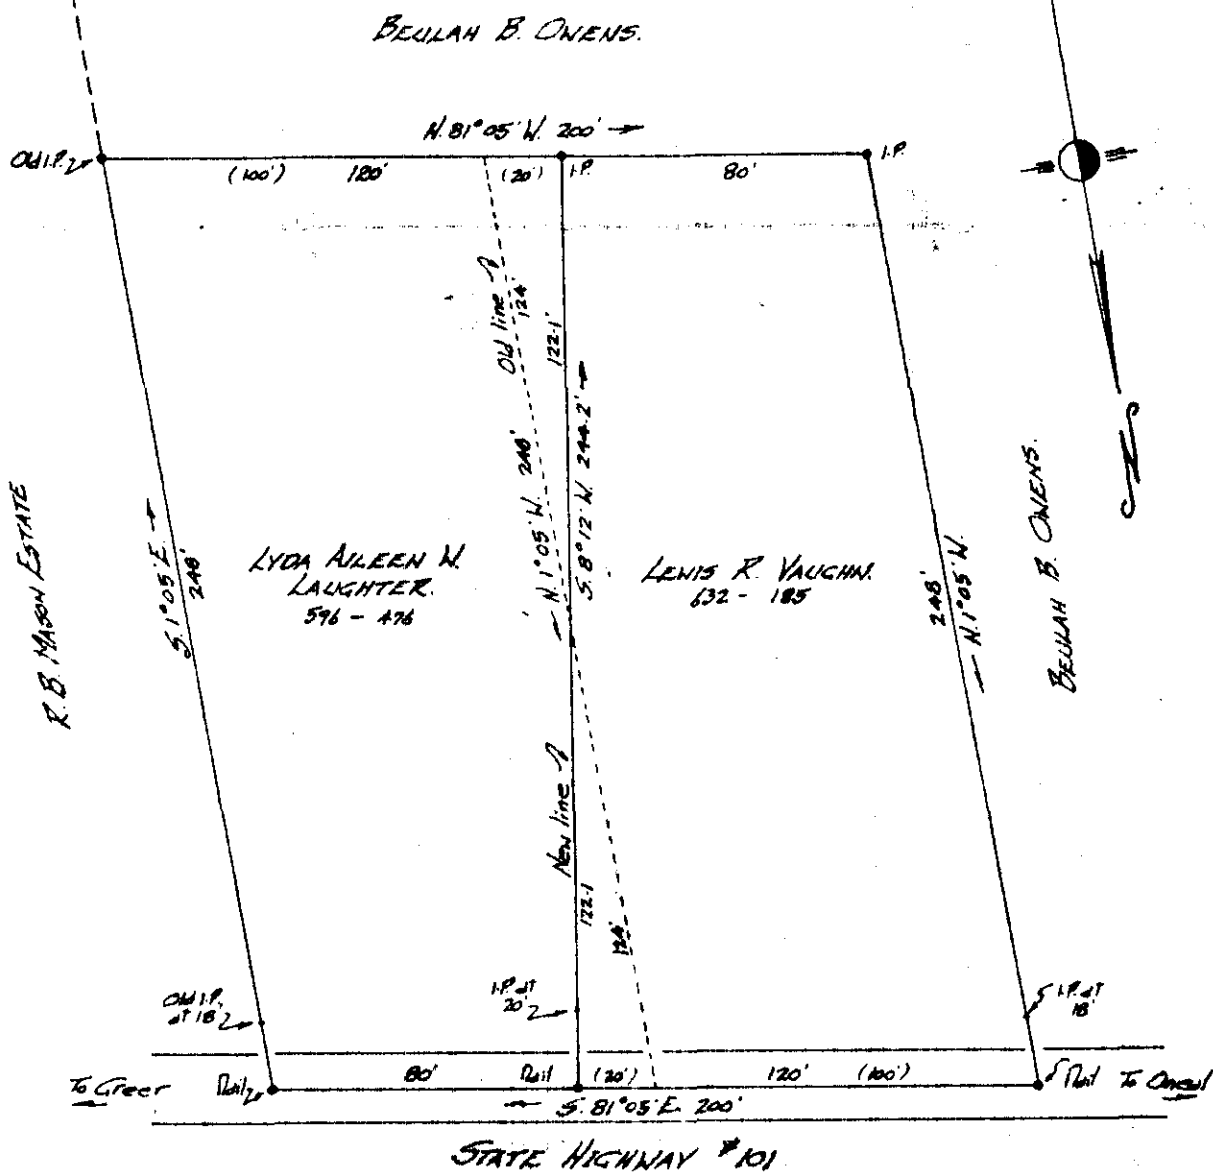 BEULAH B. OWENS.
N. 81°05' W. 200'
Old I.P.
(100') 120' (20') I.P. 80' I.P.
Old line
124'
122.1'
N. 1°05' W. 248'
S. 8°12' W. 244.2'
R.B. MASON ESTATE
S. 1°05' E.
248'
LYDA AILEEN W.
LAUGHTER.
596 - 476
LEWIS R. VAUGHN.
632 - 185
248'
N. 1°05' W.
BEULAH B. OWENS.
N
New line
122.1
124'
Old I.P.
at 18'
I.P. at
20'
I.P. at
18'
To Greer Nail 80' Nail (20') 120' (100') Nail To Oneal
S. 81°05' E. 200'
STATE HIGHWAY #101